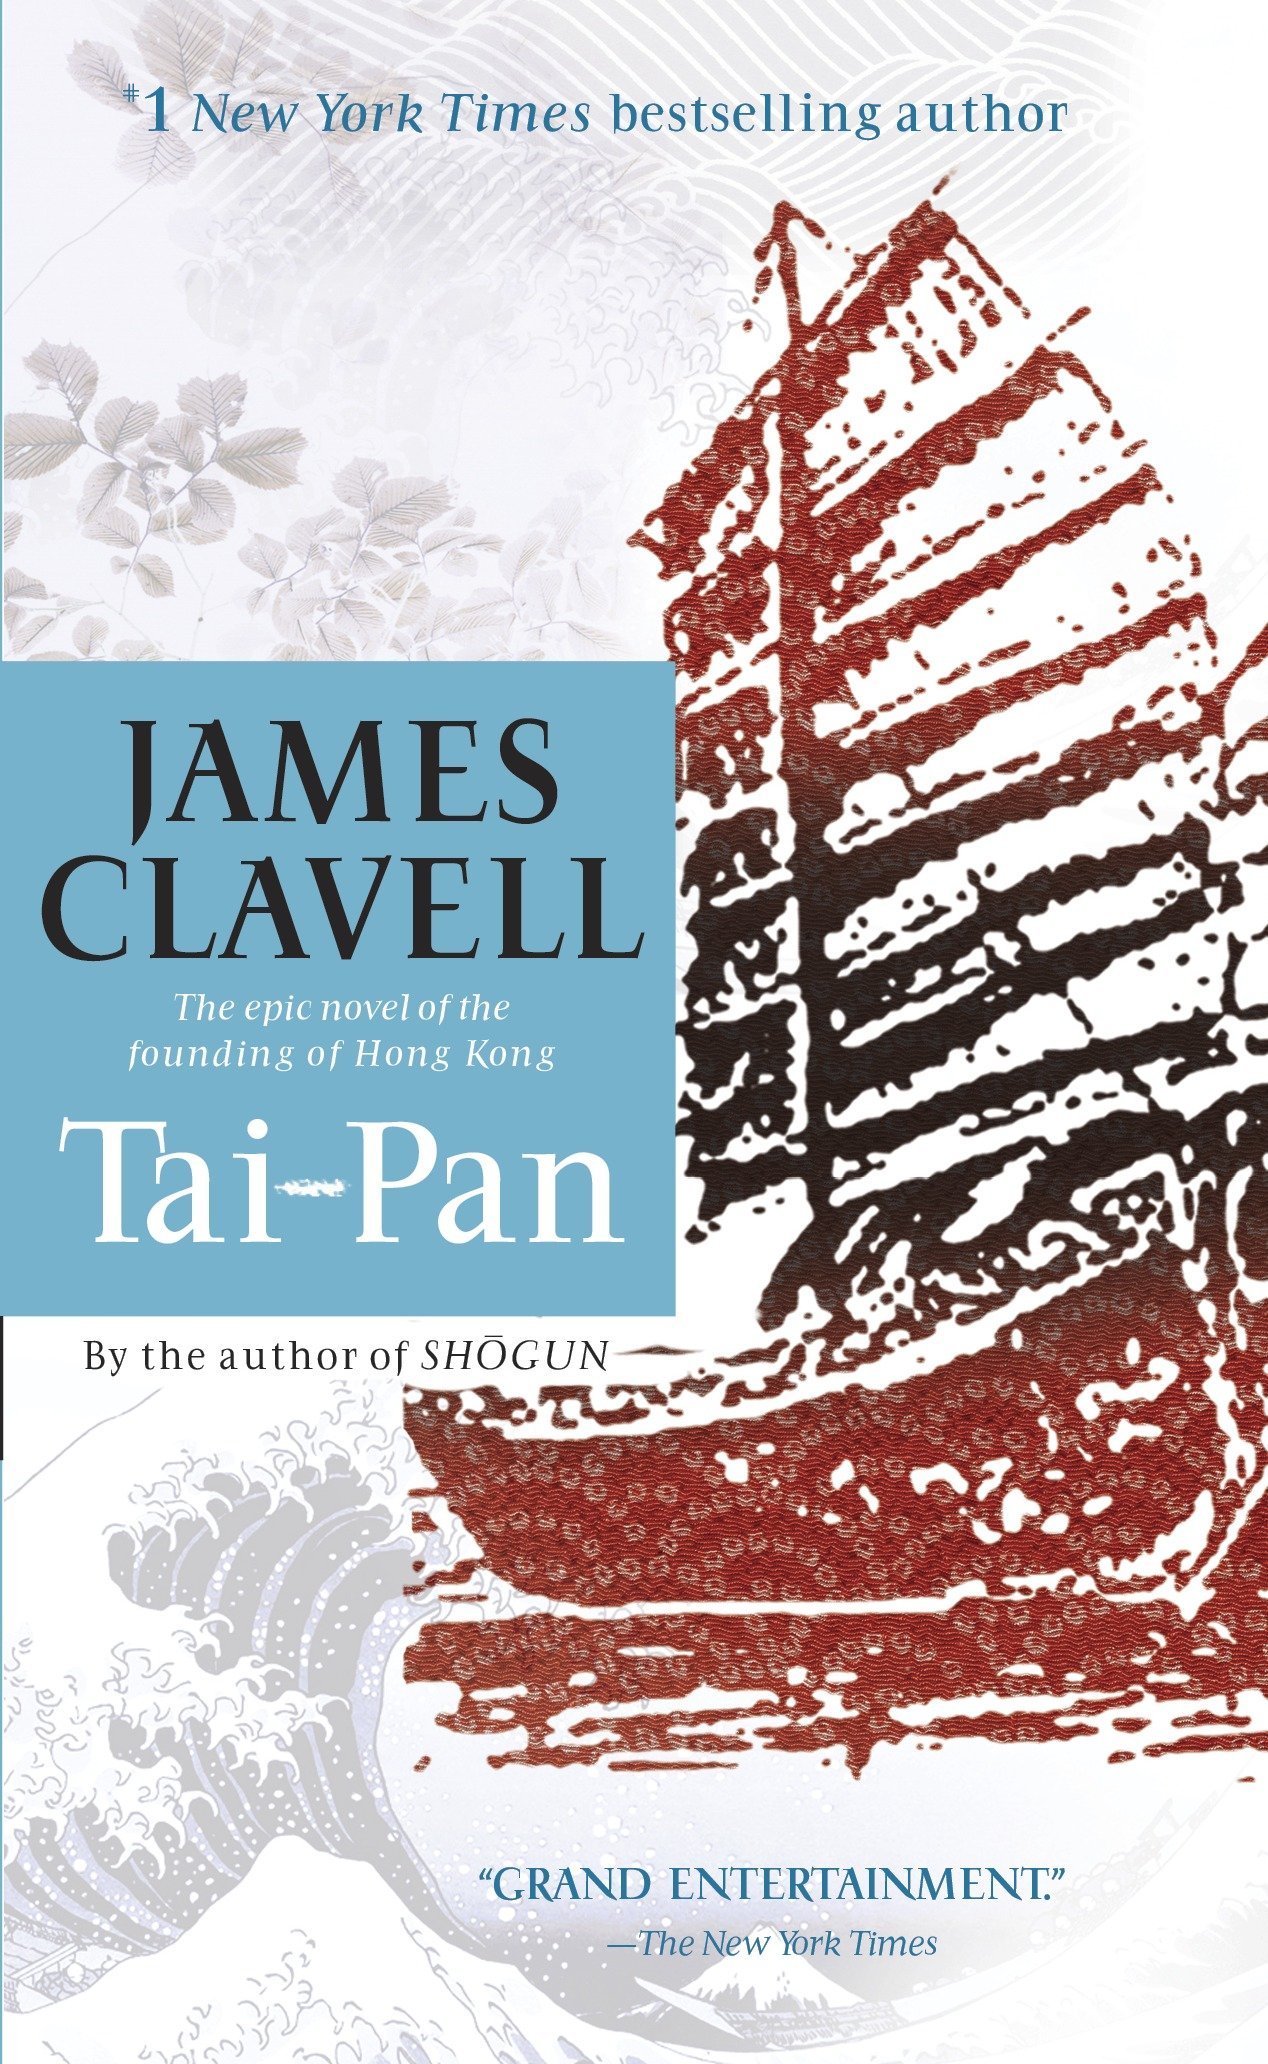 #1 New York Times bestselling author
JAMES
CLAVELL
The epic novel of the
founding of Hong Kong
Tai-Pan
By the author of SHŌGUN
“GRAND ENTERTAINMENT.”
—The New York Times